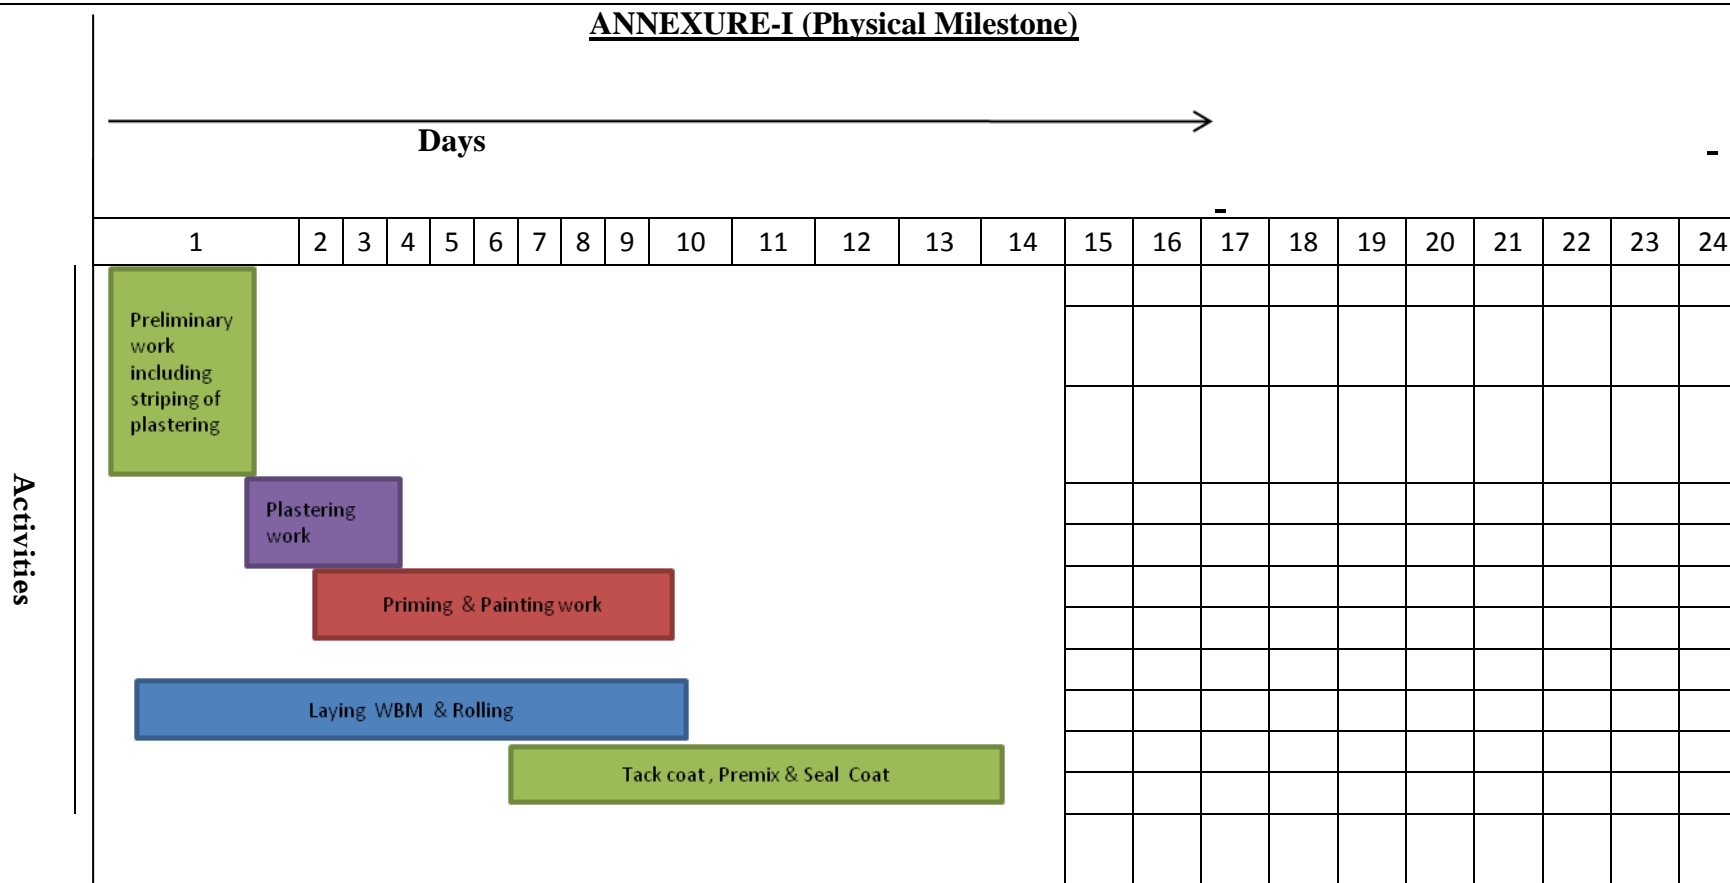 ANNEXURE-I (Physical Milestone)
Days
1 2 3 4 5 6 7 8 9 10 11 12 13 14 15 16 17 18 19 20 21 22 23 24
Activities
Preliminary
work
including
striping of
plastering
Plastering
work
Priming & Painting work
Laying WBM & Rolling
Tack coat , Premix & Seal Coat